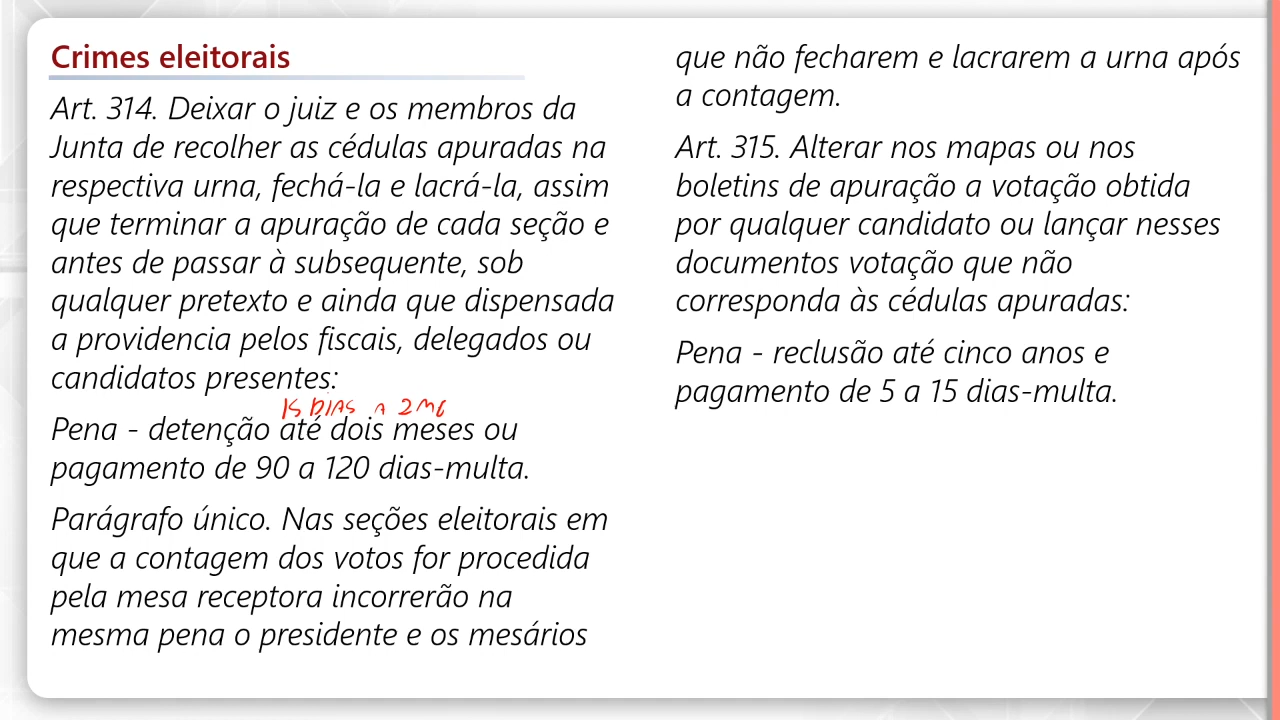 Crimes eleitorais
Art. 314. Deixar o juiz e os membros da
Junta de recolher as cédulas apuradas na
respectiva urna, fechá-la e lacrá-la, assim
que terminar a apuração de cada seção e
antes de passar à subsequente, sob
qualquer pretexto e ainda que dispensada
a providencia pelos fiscais, delegados ou
candidatos presentes:
15 DIAS A 2 ME
Pena - detenção até dois meses ou
pagamento de 90 a 120 dias-multa.
Parágrafo único. Nas seções eleitorais em
que a contagem dos votos for procedida
pela mesa receptora incorrerão na
mesma pena o presidente e os mesários
que não fecharem e lacrarem a urna após
a contagem.
Art. 315. Alterar nos mapas ou nos
boletins de apuração a votação obtida
por qualquer candidato ou lançar nesses
documentos votação que não
corresponda às cédulas apuradas:
Pena - reclusão até cinco anos e
pagamento de 5 a 15 dias-multa.